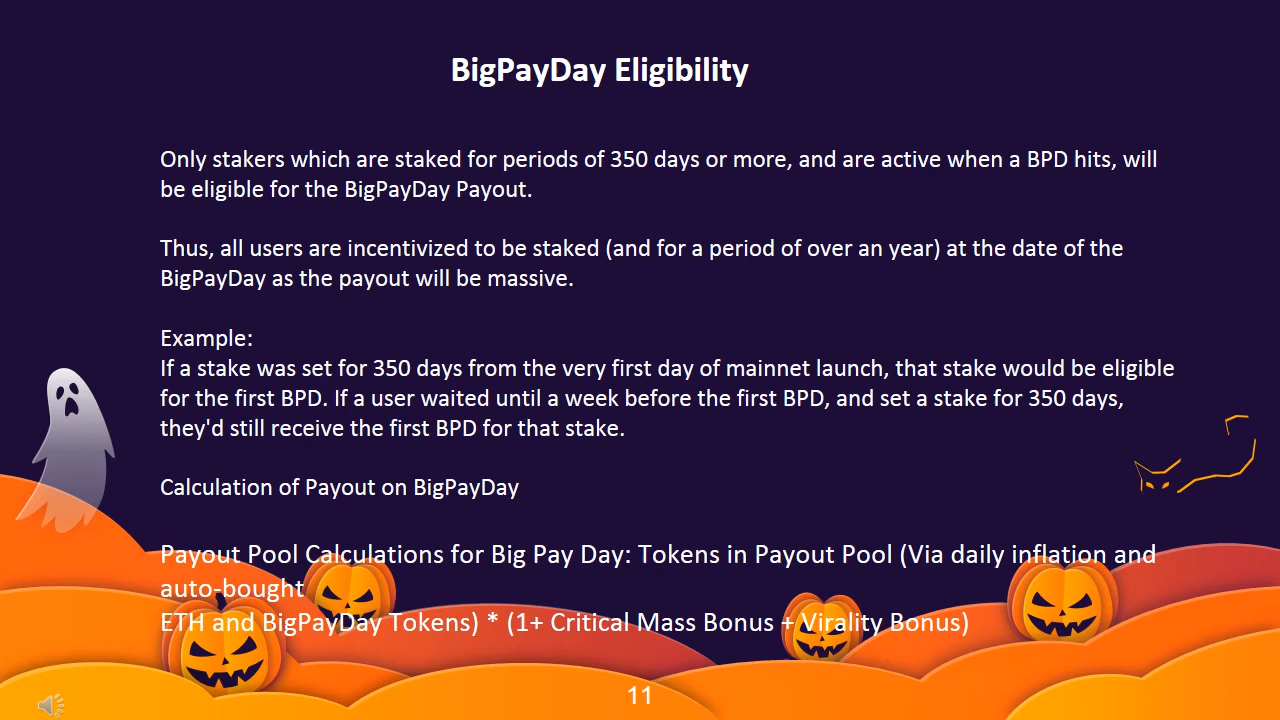 BigPayDay Eligibility
Only stakers which are staked for periods of 350 days or more, and are active when a BPD hits, will
be eligible for the BigPayDay Payout.
Thus, all users are incentivized to be staked (and for a period of over an year) at the date of the
BigPayDay as the payout will be massive.
Example:
If a stake was set for 350 days from the very first day of mainnet launch, that stake would be eligible
for the first BPD. If a user waited until a week before the first BPD, and set a stake for 350 days,
they'd still receive the first BPD for that stake.
Calculation of Payout on BigPayDay
Payout Pool Calculations for Big Pay Day: Tokens in Payout Pool (Via daily inflation and
auto-bought
ETH and BigPayDay Tokens) * (1+ Critical Mass Bonus + Virality Bonus)
11